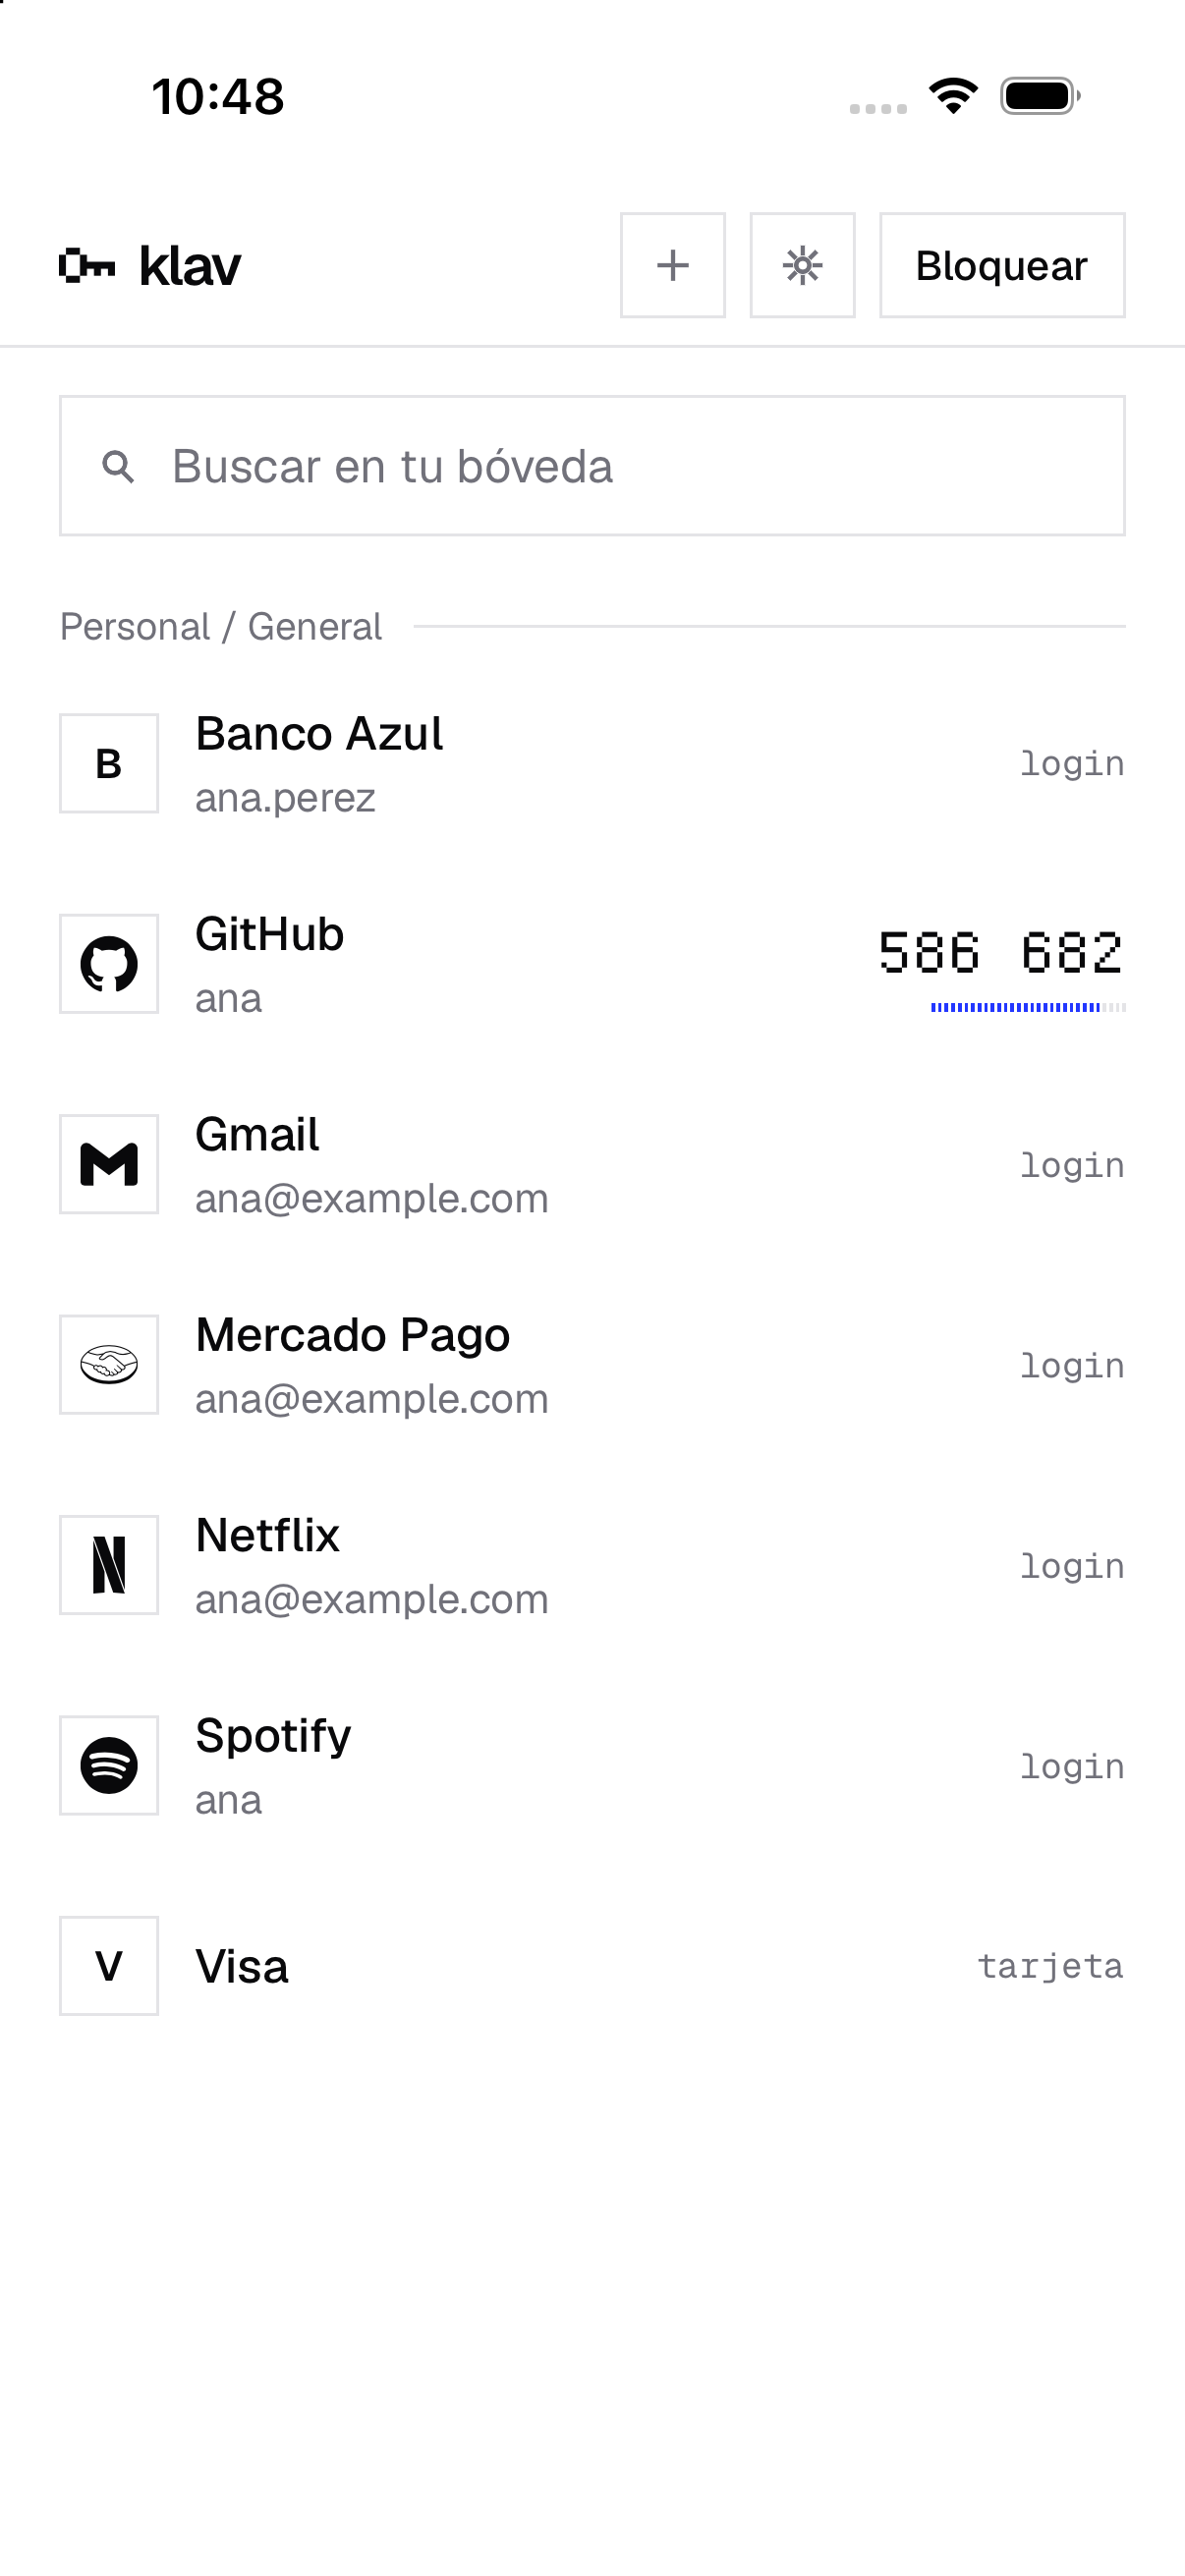 10:48
klav
Bloquear
Buscar en tu bóveda
Personal / General
B
Banco Azul
ana.perez
login
GitHub
ana
586 682
Gmail
ana@example.com
login
Mercado Pago
ana@example.com
login
Netflix
ana@example.com
login
Spotify
ana
login
V
Visa
tarjeta